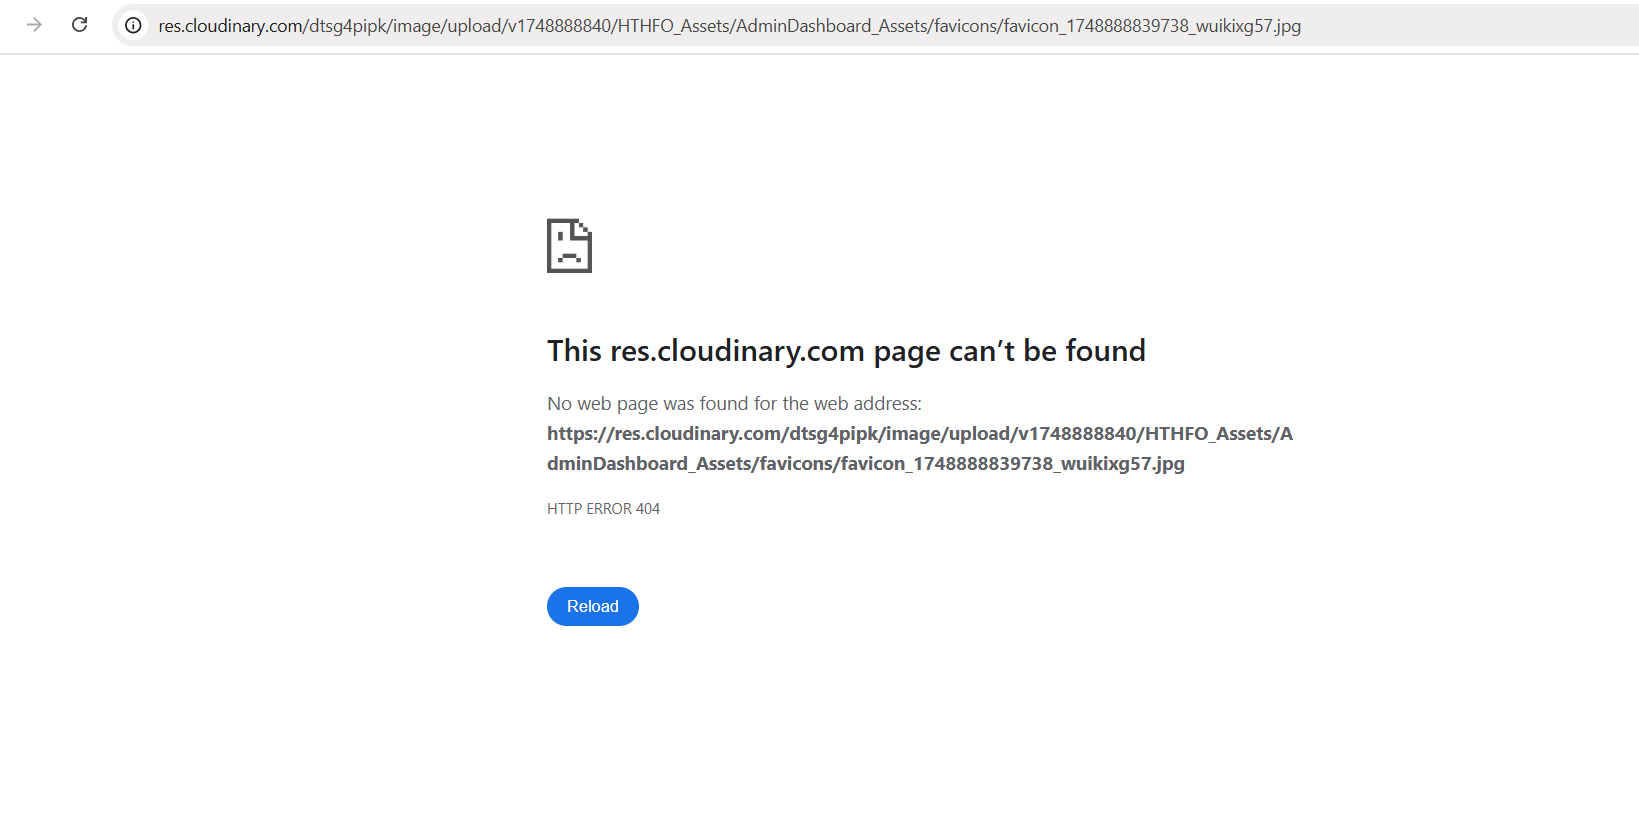 res.cloudinary.com/dtsg4pipk/image/upload/v1748888840/HTHFO_Assets/AdminDashboard_Assets/favicons/favicon_1748888839738_wuikixg57.jpg
This res.cloudinary.com page can’t be found
No web page was found for the web address:
https://res.cloudinary.com/dtsg4pipk/image/upload/v1748888840/HTHFO_Assets/A
dminDashboard_Assets/favicons/favicon_1748888839738_wuikixg57.jpg
HTTP ERROR 404
Reload